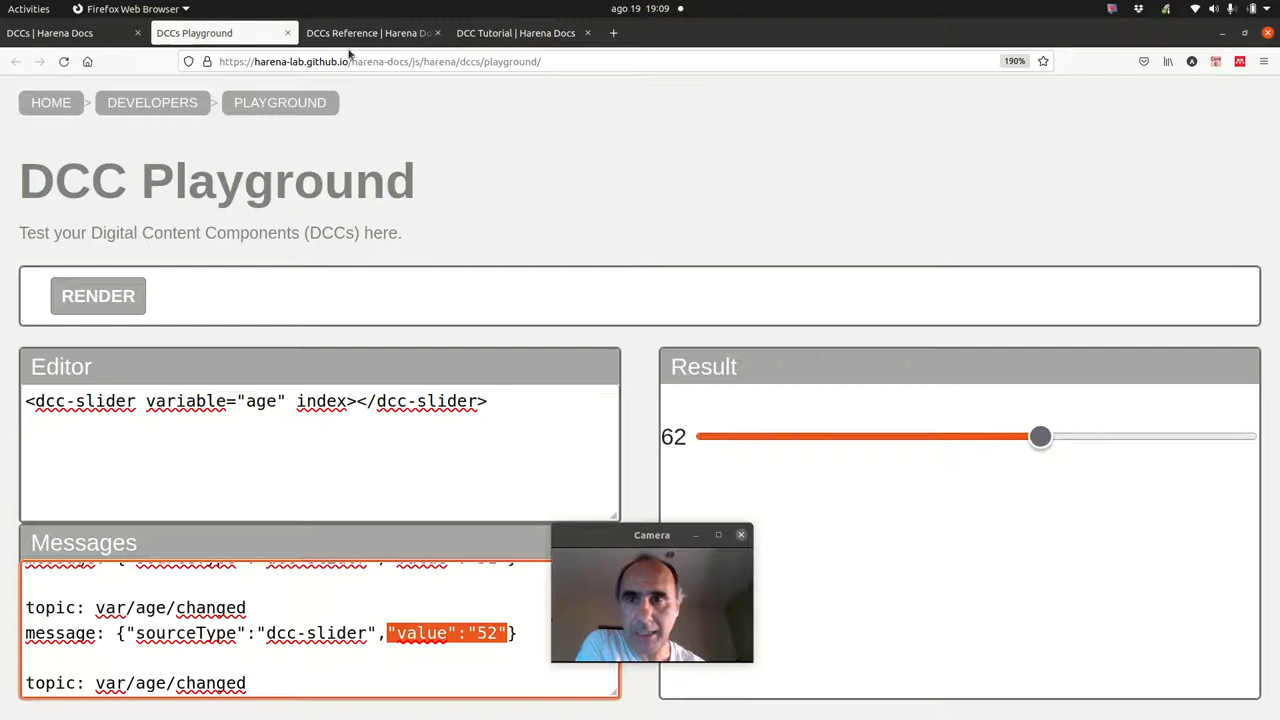 Activities
Firefox Web Browser
ago 19 19:09
DCCs | Harena Docs
DCCs Playground
DCCs Reference | Harena Do
DCC Tutorial | Harena Docs
https://harena-lab.github.io/harena-docs/js/harena/dccs/playground/
190%
HOME > DEVELOPERS > PLAYGROUND
DCC Playground
Test your Digital Content Components (DCCs) here.
RENDER
Editor
<dcc-slider variable="age" index></dcc-slider>
Result
62
Messages
topic: var/age/changed
message: {"sourceType":"dcc-slider","value":"52"}
topic: var/age/changed
Camera